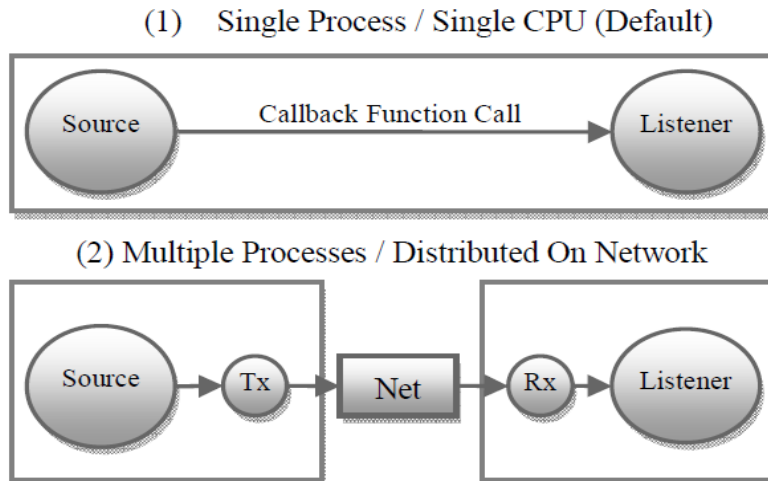 (1) Single Process / Single CPU (Default)
Source
Callback Function Call
Listener
(2) Multiple Processes / Distributed On Network
Source
Tx
Net
Rx
Listener